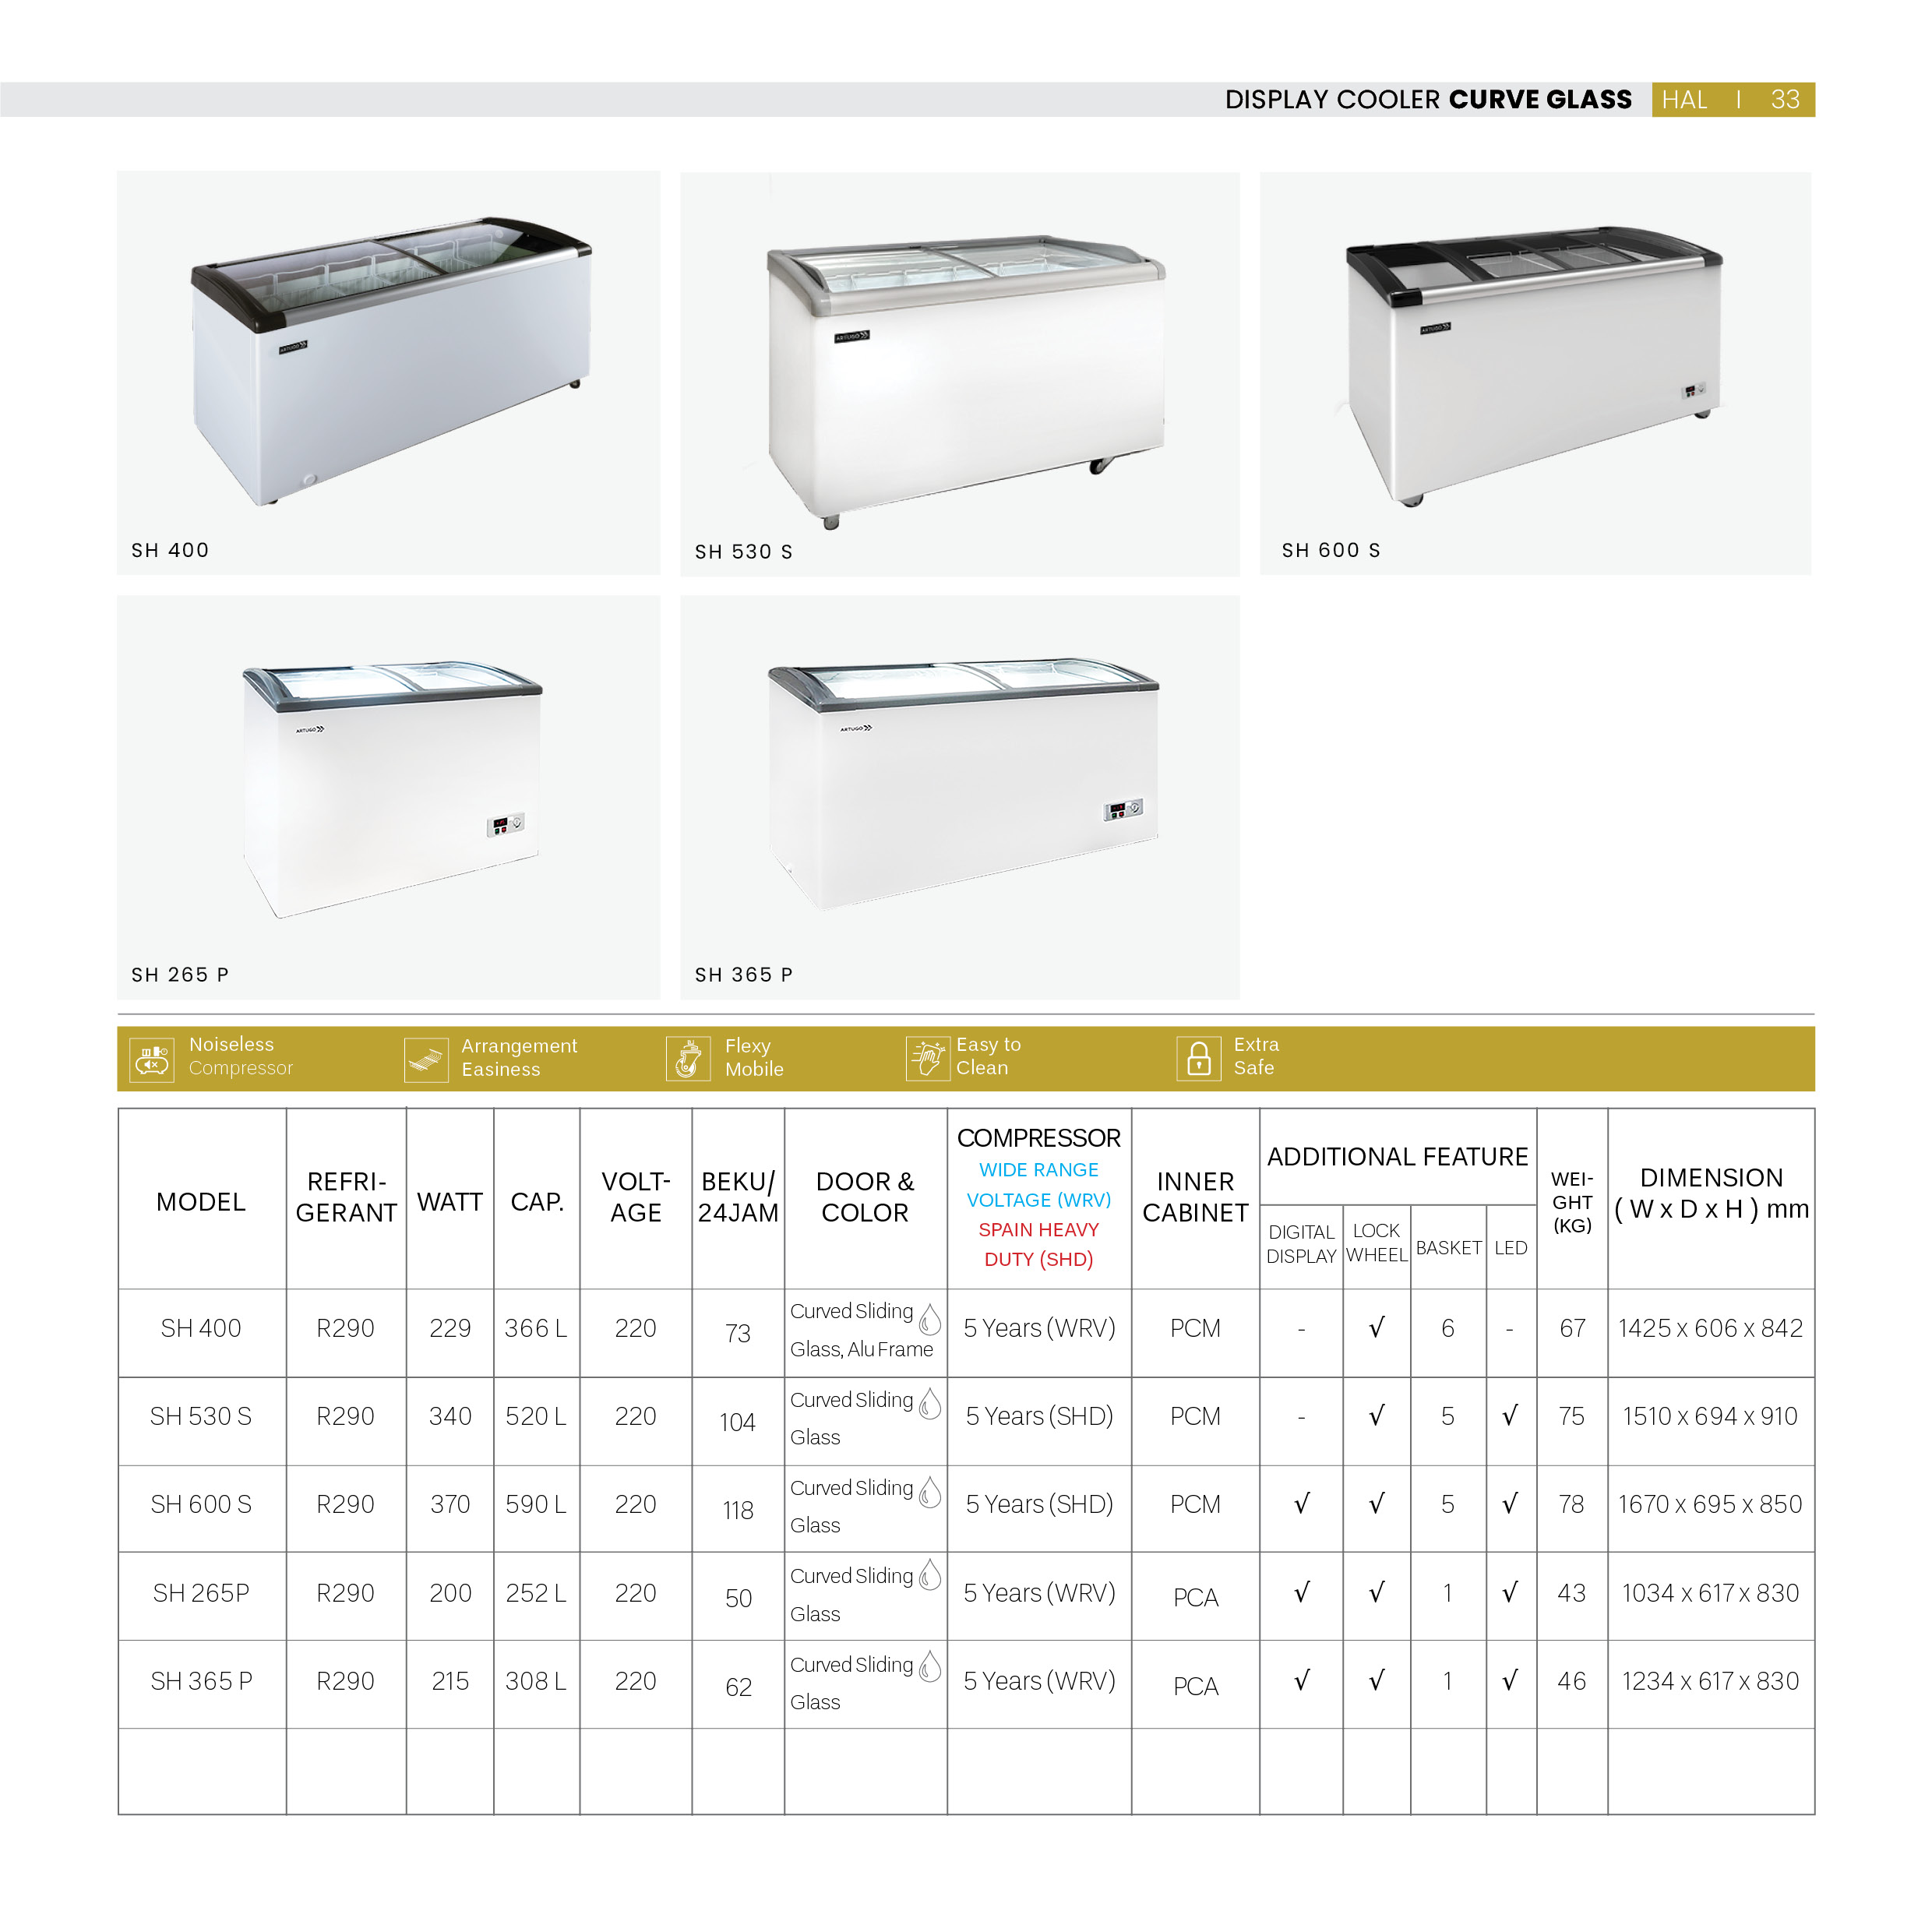 DISPLAY COOLER CURVE GLASS HAL | 33
ARTUGO
ARTUGO
ARTUGO
SH 400
SH 530 S
SH 600 S
ARTUGO
ARTUGO
SH 265 P
SH 365 P
Noiseless
Compressor
Arrangement
Easiness
Flexy
Mobile
Easy to
Clean
Extra
Safe
MODEL
REFRI-
GERANT
WATT
CAP.
VOLT-
AGE
BEKU/
24JAM
DOOR &
COLOR
COMPRESSOR
WIDE RANGE
VOLTAGE (WRV)
SPAIN HEAVY
DUTY (SHD)
INNER
CABINET
ADDITIONAL FEATURE
DIGITAL
DISPLAY
LOCK
WHEEL
BASKET
LED
WEI-
GHT
(KG)
DIMENSION
( W x D x H ) mm
SH 400 R290 229 366 L 220 73 Curved Sliding 5 Years (WRV) PCM - √ 6 - 67 1425 x 606 x 842
Glass, Alu Frame
SH 530 S R290 340 520 L 220 104 Curved Sliding 5 Years (SHD) PCM - √ 5 √ 75 1510 x 694 x 910
Glass
SH 600 S R290 370 590 L 220 118 Curved Sliding 5 Years (SHD) PCM √ √ 5 √ 78 1670 x 695 x 850
Glass
SH 265P R290 200 252 L 220 50 Curved Sliding 5 Years (WRV) PCA √ √ 1 √ 43 1034 x 617 x 830
Glass
SH 365 P R290 215 308 L 220 62 Curved Sliding 5 Years (WRV) PCA √ √ 1 √ 46 1234 x 617 x 830
Glass